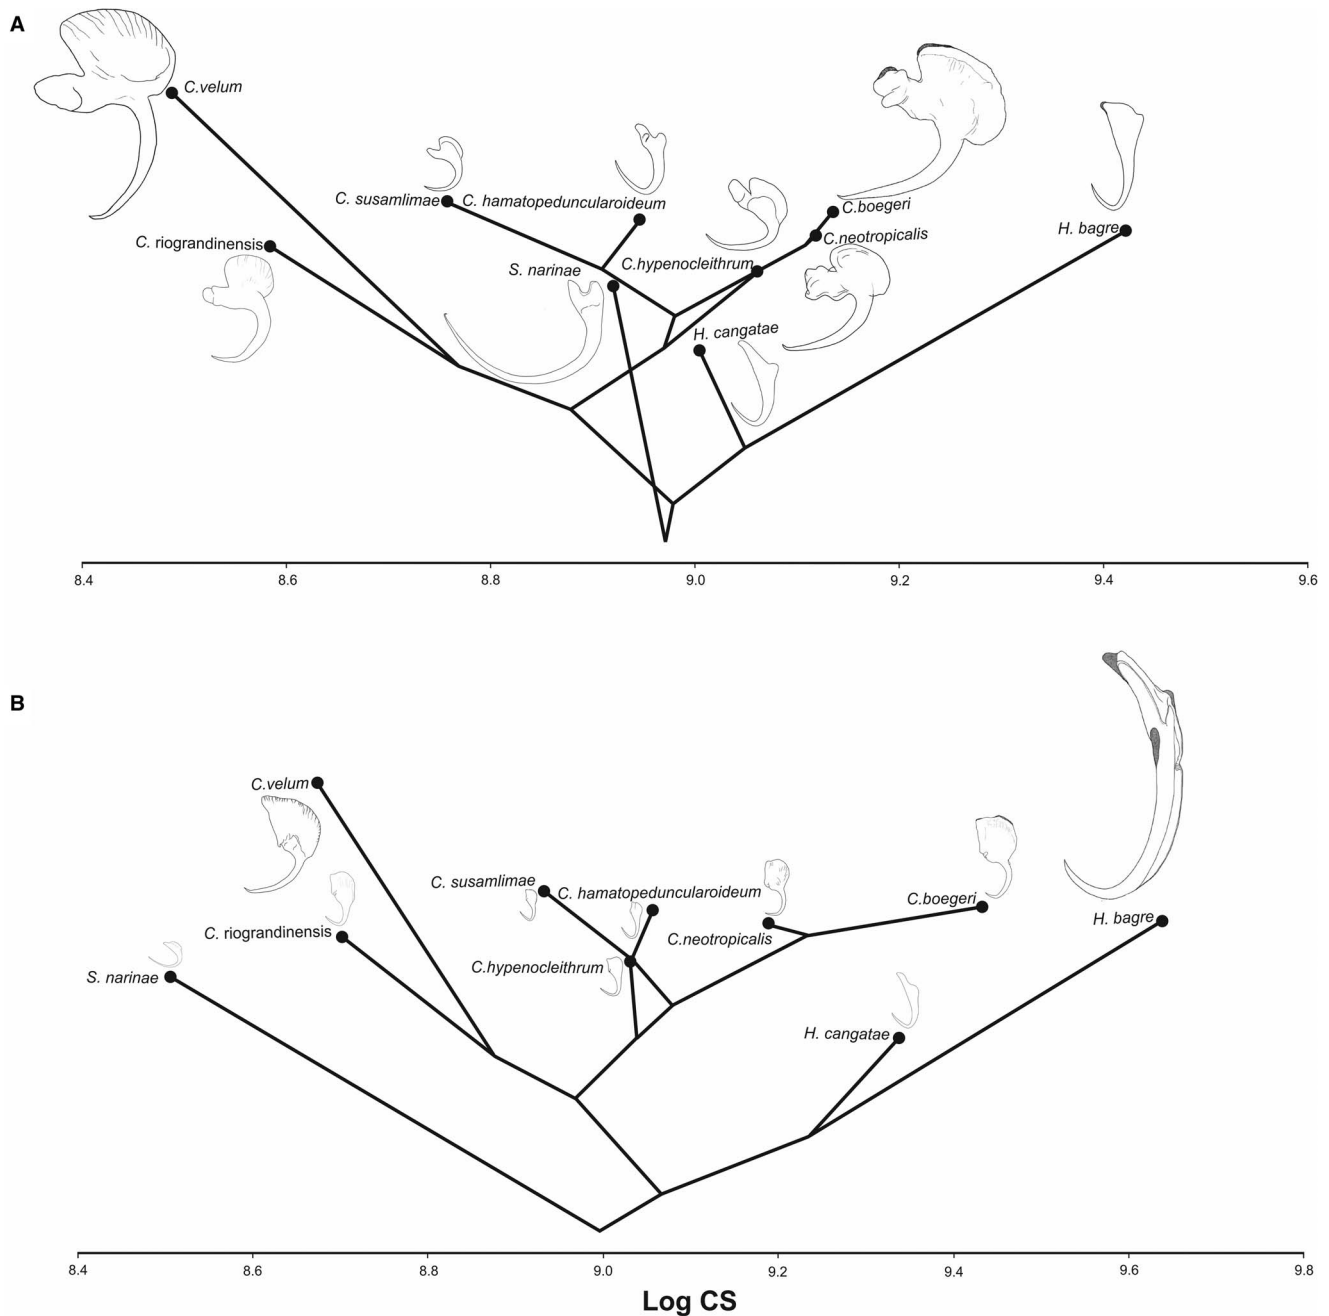 A
C.velum
C. susamlimae
C. hamatopeduncularoideum
C.boegeri
C.neotropicalis
H. bagre
C. riograndinensis
C.hypenocleithrum
S. narinae
H. cangatae
8.4 8.6 8.8 9.0 9.2 9.4 9.6
B
C.velum
C. susamlimae
C. hamatopeduncularoideum
C.boegeri
H. bagre
C. riograndinensis
C.neotropicalis
C.hypenocleithrum
S. narinae
H. cangatae
8.4 8.6 8.8 9.0 9.2 9.4 9.6 9.8
Log CS